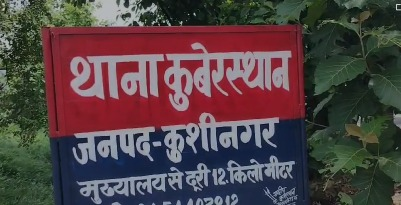 थाना कुबेरस्थान
जनपद-कुशीनगर
मुख्यालय से दूरी 12 किलो मीटर